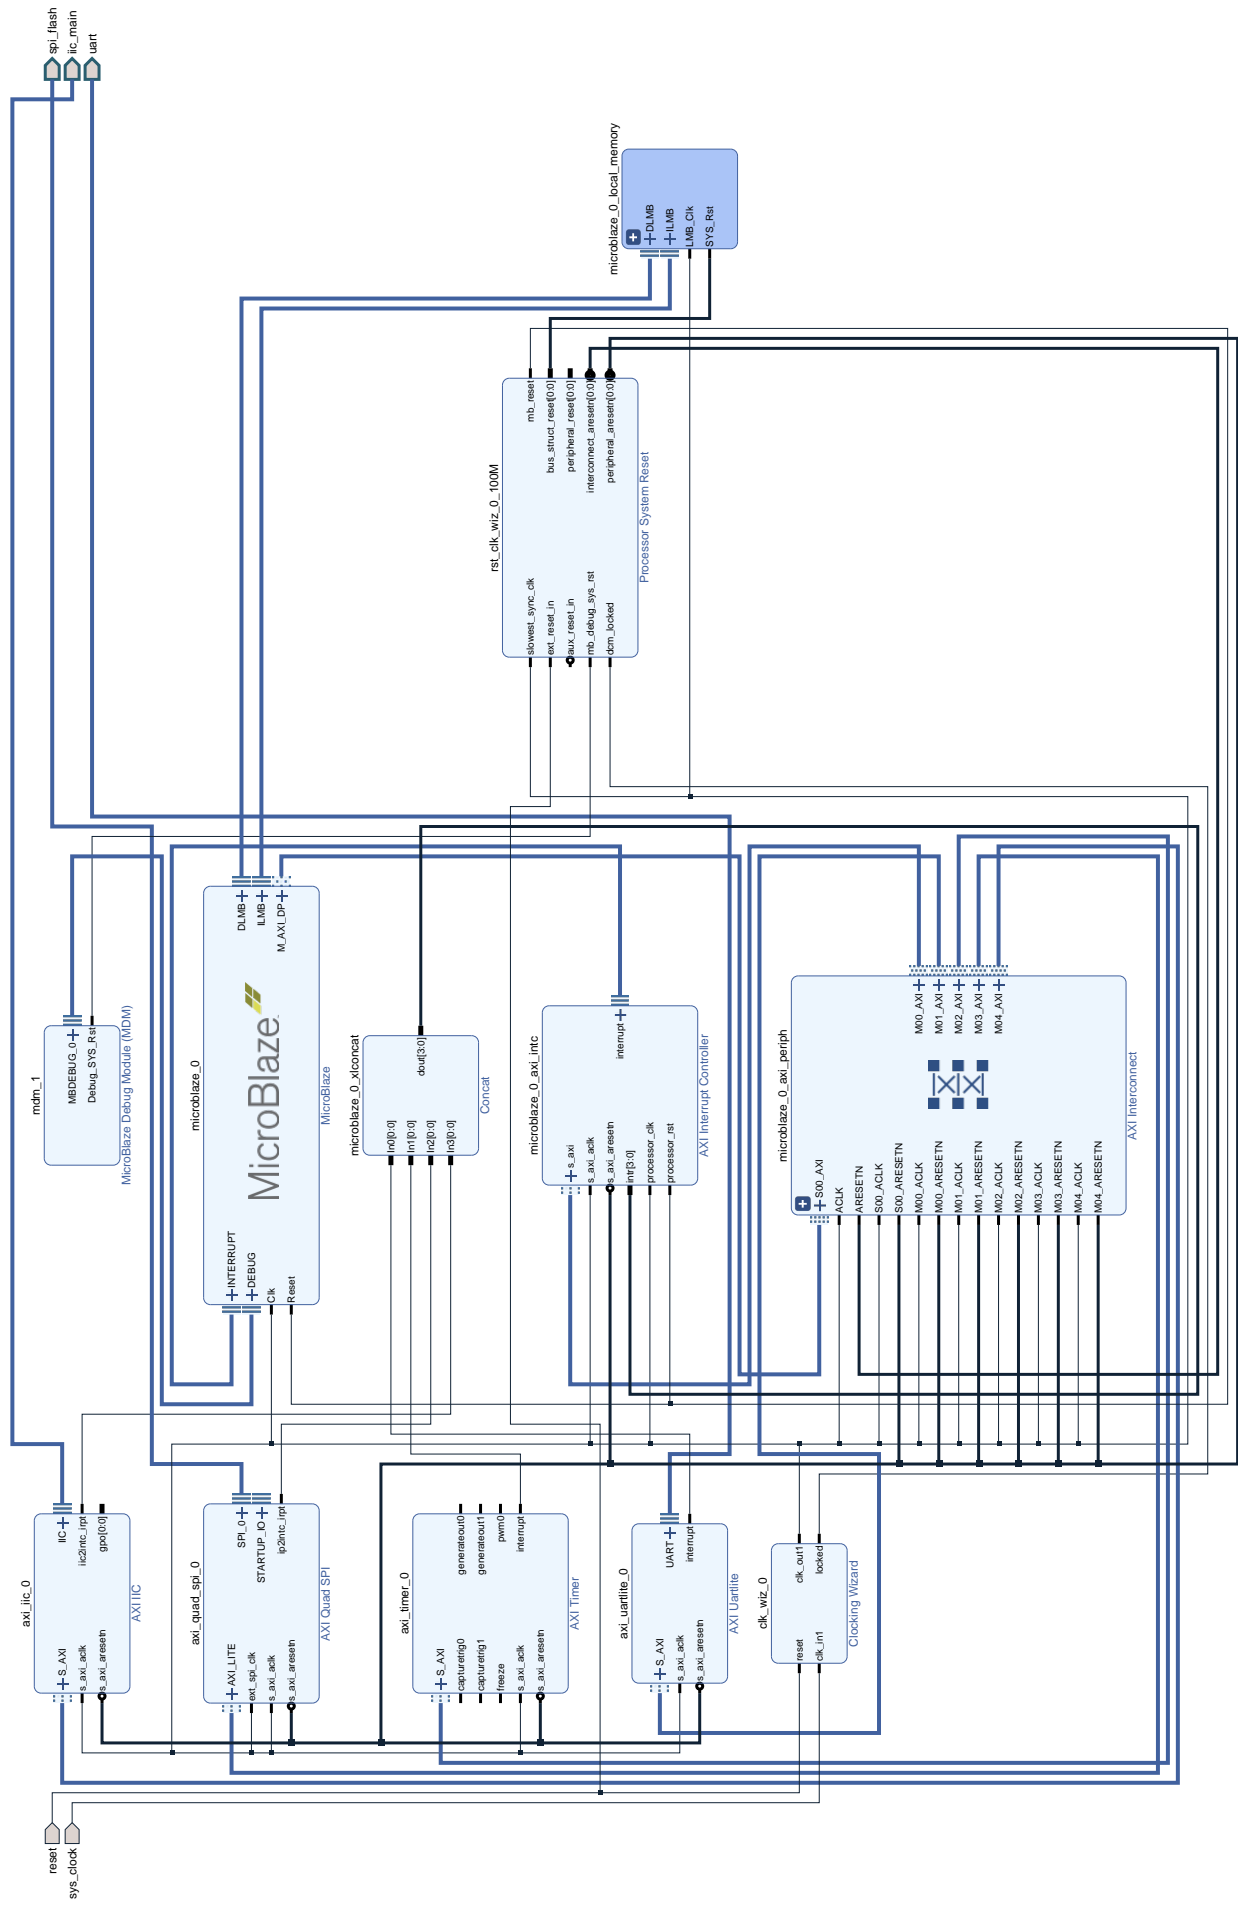 reset
sys_clock
axi_iic_0
S_AXI
s_axi_aclk
s_axi_aresetn
IIC
iic2intc_irpt
gpo[0:0]
AXI IIC
axi_quad_spi_0
AXI_LITE
ext_spi_clk
s_axi_aclk
s_axi_aresetn
SPI_0
STARTUP_IO
ip2intc_irpt
AXI Quad SPI
axi_timer_0
S_AXI
capturetrig0
capturetrig1
freeze
s_axi_aclk
s_axi_aresetn
generateout0
generateout1
pwm0
interrupt
AXI Timer
axi_uartlite_0
S_AXI
s_axi_aclk
s_axi_aresetn
UART
interrupt
AXI Uartlite
clk_wiz_0
reset
clk_in1
clk_out1
locked
Clocking Wizard
mdm_1
MBDEBUG_0
Debug_SYS_Rst
MicroBlaze Debug Module (MDM)
microblaze_0
INTERRUPT
DEBUG
Clk
Reset
MicroBlaze
DLMB
ILMB
M_AXI_DP
MicroBlaze
microblaze_0_xlconcat
In0[0:0]
In1[0:0]
In2[0:0]
In3[0:0]
dout[3:0]
Concat
microblaze_0_axi_intc
s_axi
s_axi_aclk
s_axi_aresetn
intr[3:0]
processor_clk
processor_rst
interrupt
AXI Interrupt Controller
microblaze_0_axi_periph
S00_AXI
ACLK
ARESETN
S00_ACLK
S00_ARESETN
M00_ACLK
M00_ARESETN
M01_ACLK
M01_ARESETN
M02_ACLK
M02_ARESETN
M03_ACLK
M03_ARESETN
M04_ACLK
M04_ARESETN
M00_AXI
M01_AXI
M02_AXI
M03_AXI
M04_AXI
AXI Interconnect
rst_clk_wiz_0_100M
slowest_sync_clk
ext_reset_in
aux_reset_in
mb_debug_sys_rst
dcm_locked
mb_reset
bus_struct_reset[0:0]
peripheral_reset[0:0]
interconnect_aresetn[0:0]
peripheral_aresetn[0:0]
Processor System Reset
microblaze_0_local_memory
DLMB
ILMB
LMB_Clk
SYS_Rst
spi_flash
iic_main
uart